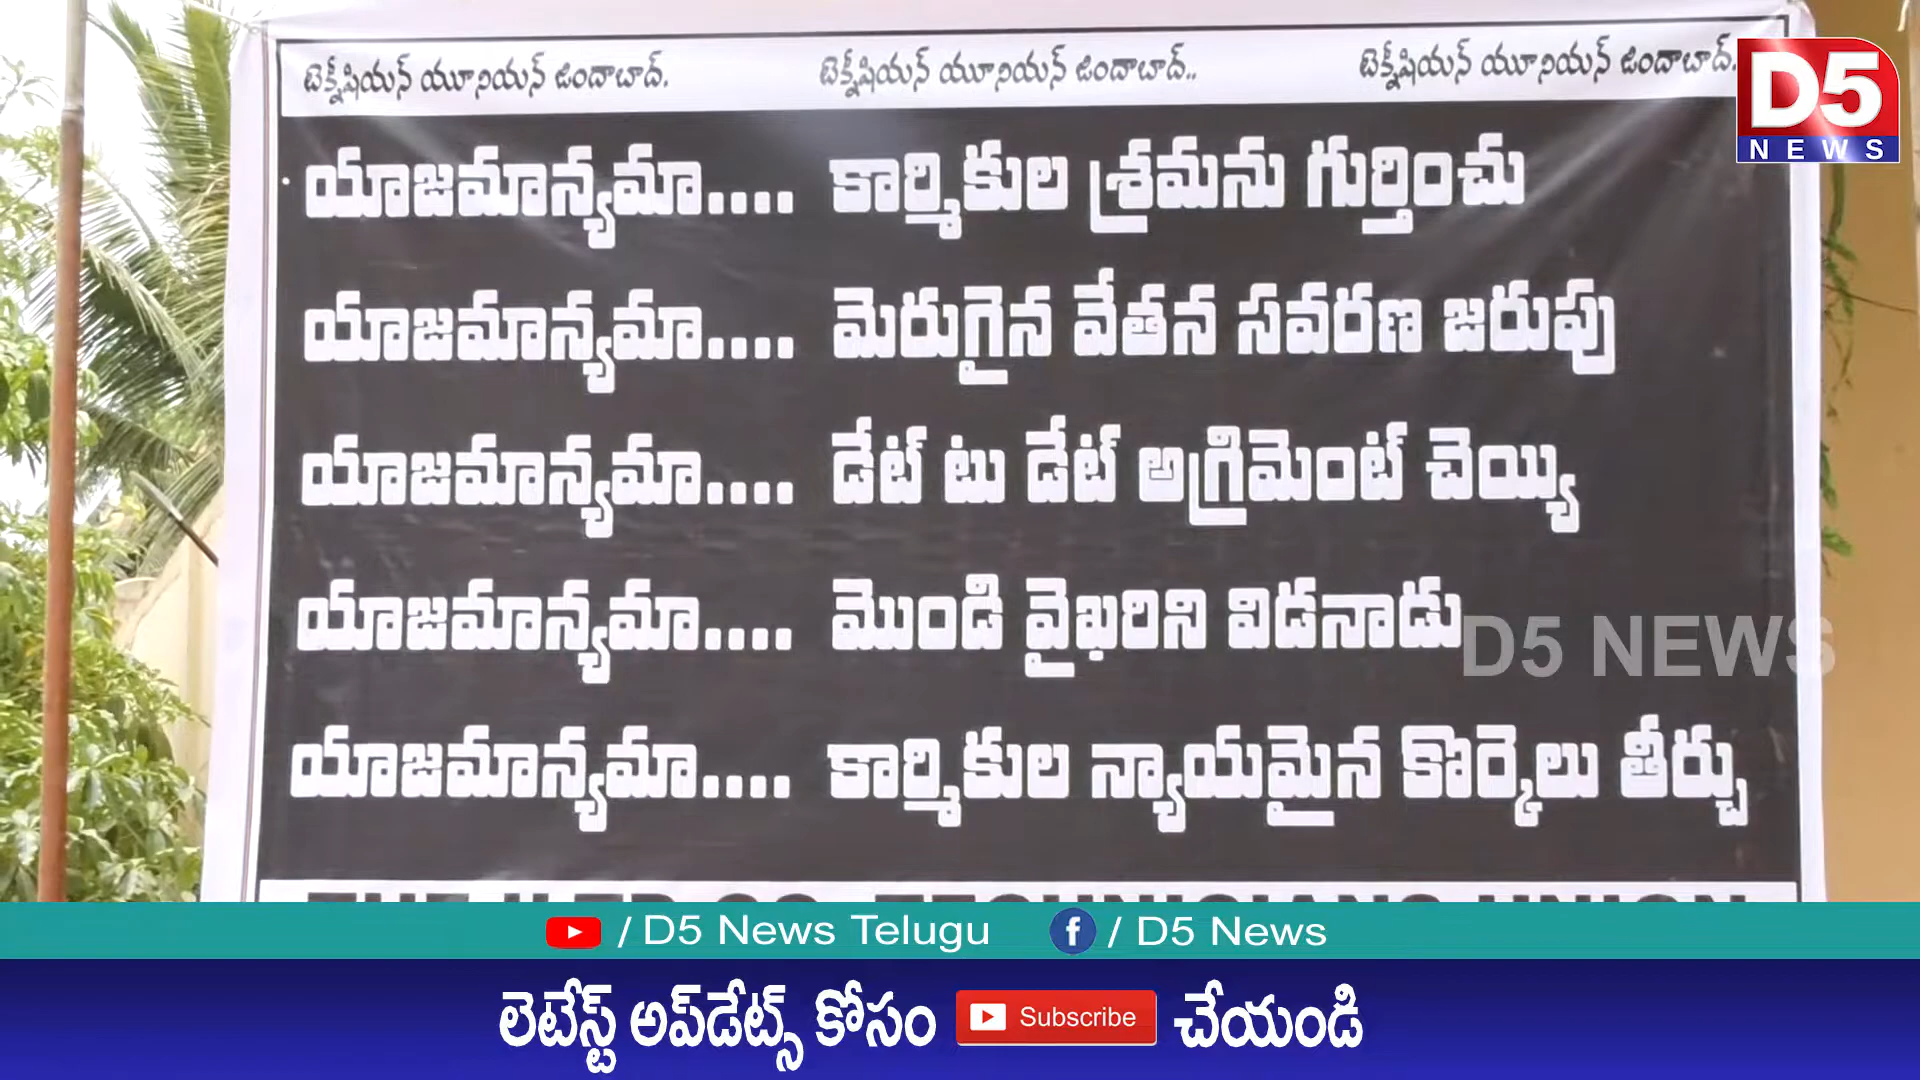 టెక్నీషియన్ యూనియన్ జిందాబాద్. టెక్నీషియన్ యూనియన్ జిందాబాద్.. టెక్నీషియన్ యూనియన్ జిందాబాద్.
D5
NEWS
యాజమాన్యమా.... కార్మికుల శ్రమను గుర్తించు
యాజమాన్యమా.... మెరుగైన వేతన సవరణ జరుపు
యాజమాన్యమా.... డేట్ టు డేట్ అగ్రిమెంట్ చెయ్యి
యాజమాన్యమా.... మొండి వైఖరిని విడనాడు
D5 NEWS
యాజమాన్యమా.... కార్మికుల న్యాయమైన కొర్కెలు తీర్చు
/ D5 News Telugu / D5 News
లెటేస్ట్ అప్‌డేట్స్ కోసం Subscribe చేయండి